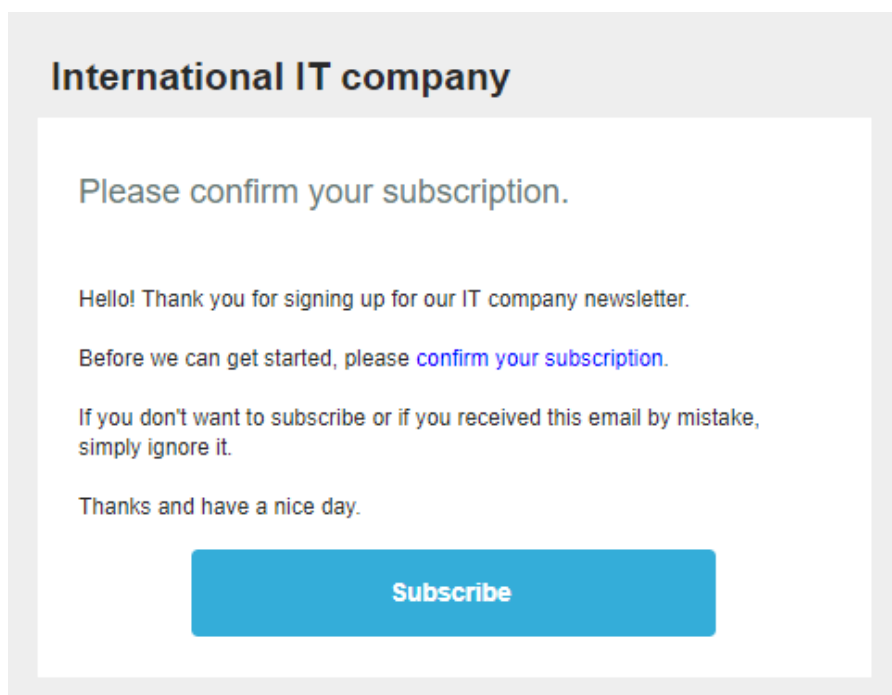 International IT company
Please confirm your subscription.
Hello! Thank you for signing up for our IT company newsletter.
Before we can get started, please confirm your subscription.
If you don't want to subscribe or if you received this email by mistake,
simply ignore it.
Thanks and have a nice day.
Subscribe